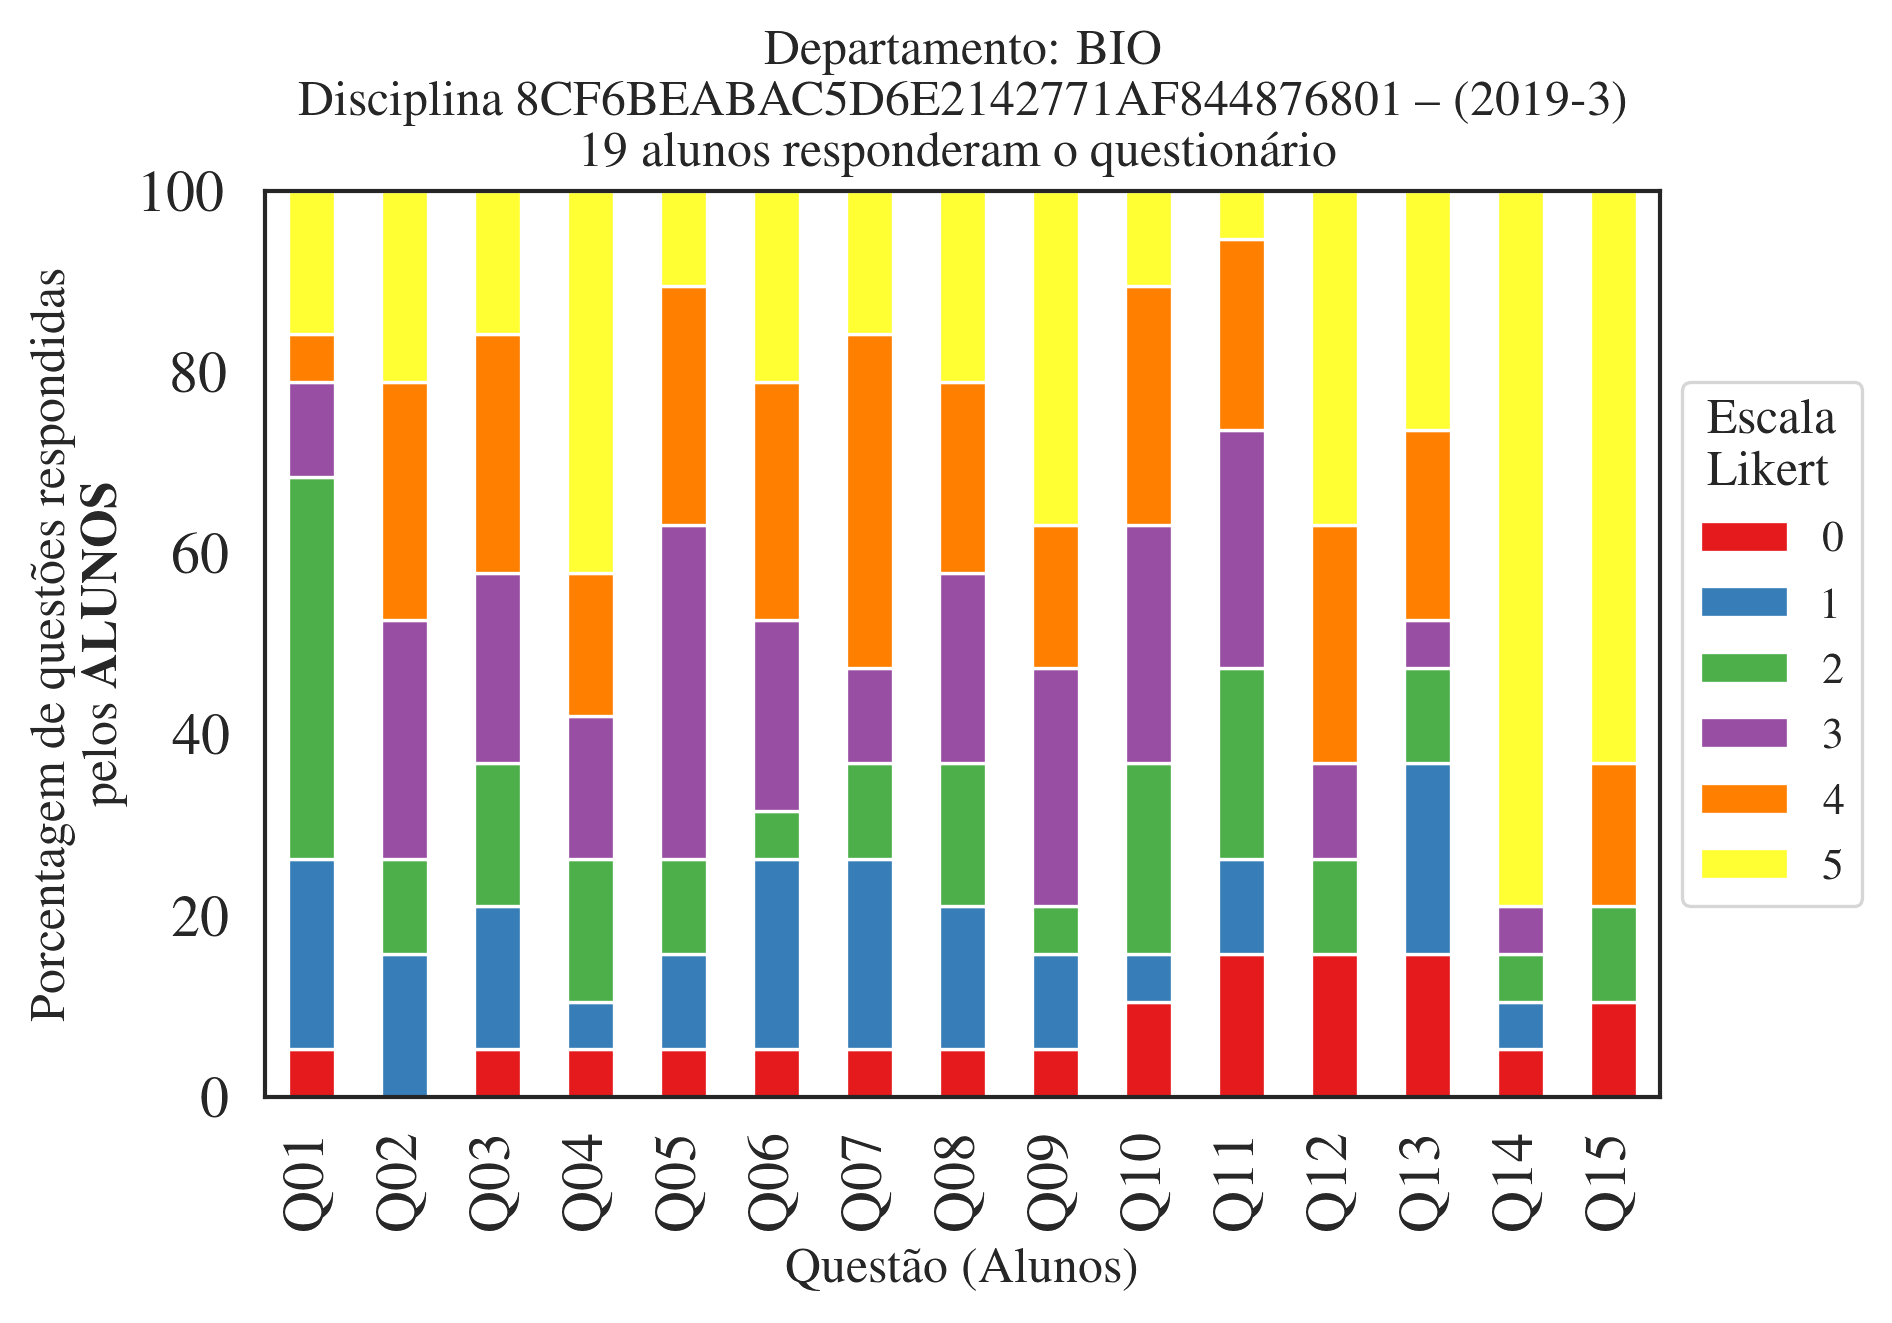 Departamento: BIO
Disciplina 8CF6BEABAC5D6E2142771AF844876801 – (2019-3)
19 alunos responderam o questionário
Porcentagem de questões respondidas
pelos ALUNOS
100
80
60
40
20
0
Q01
Q02
Q03
Q04
Q05
Q06
Q07
Q08
Q09
Q10
Q11
Q12
Q13
Q14
Q15
Questão (Alunos)
Escala
Likert
0
1
2
3
4
5